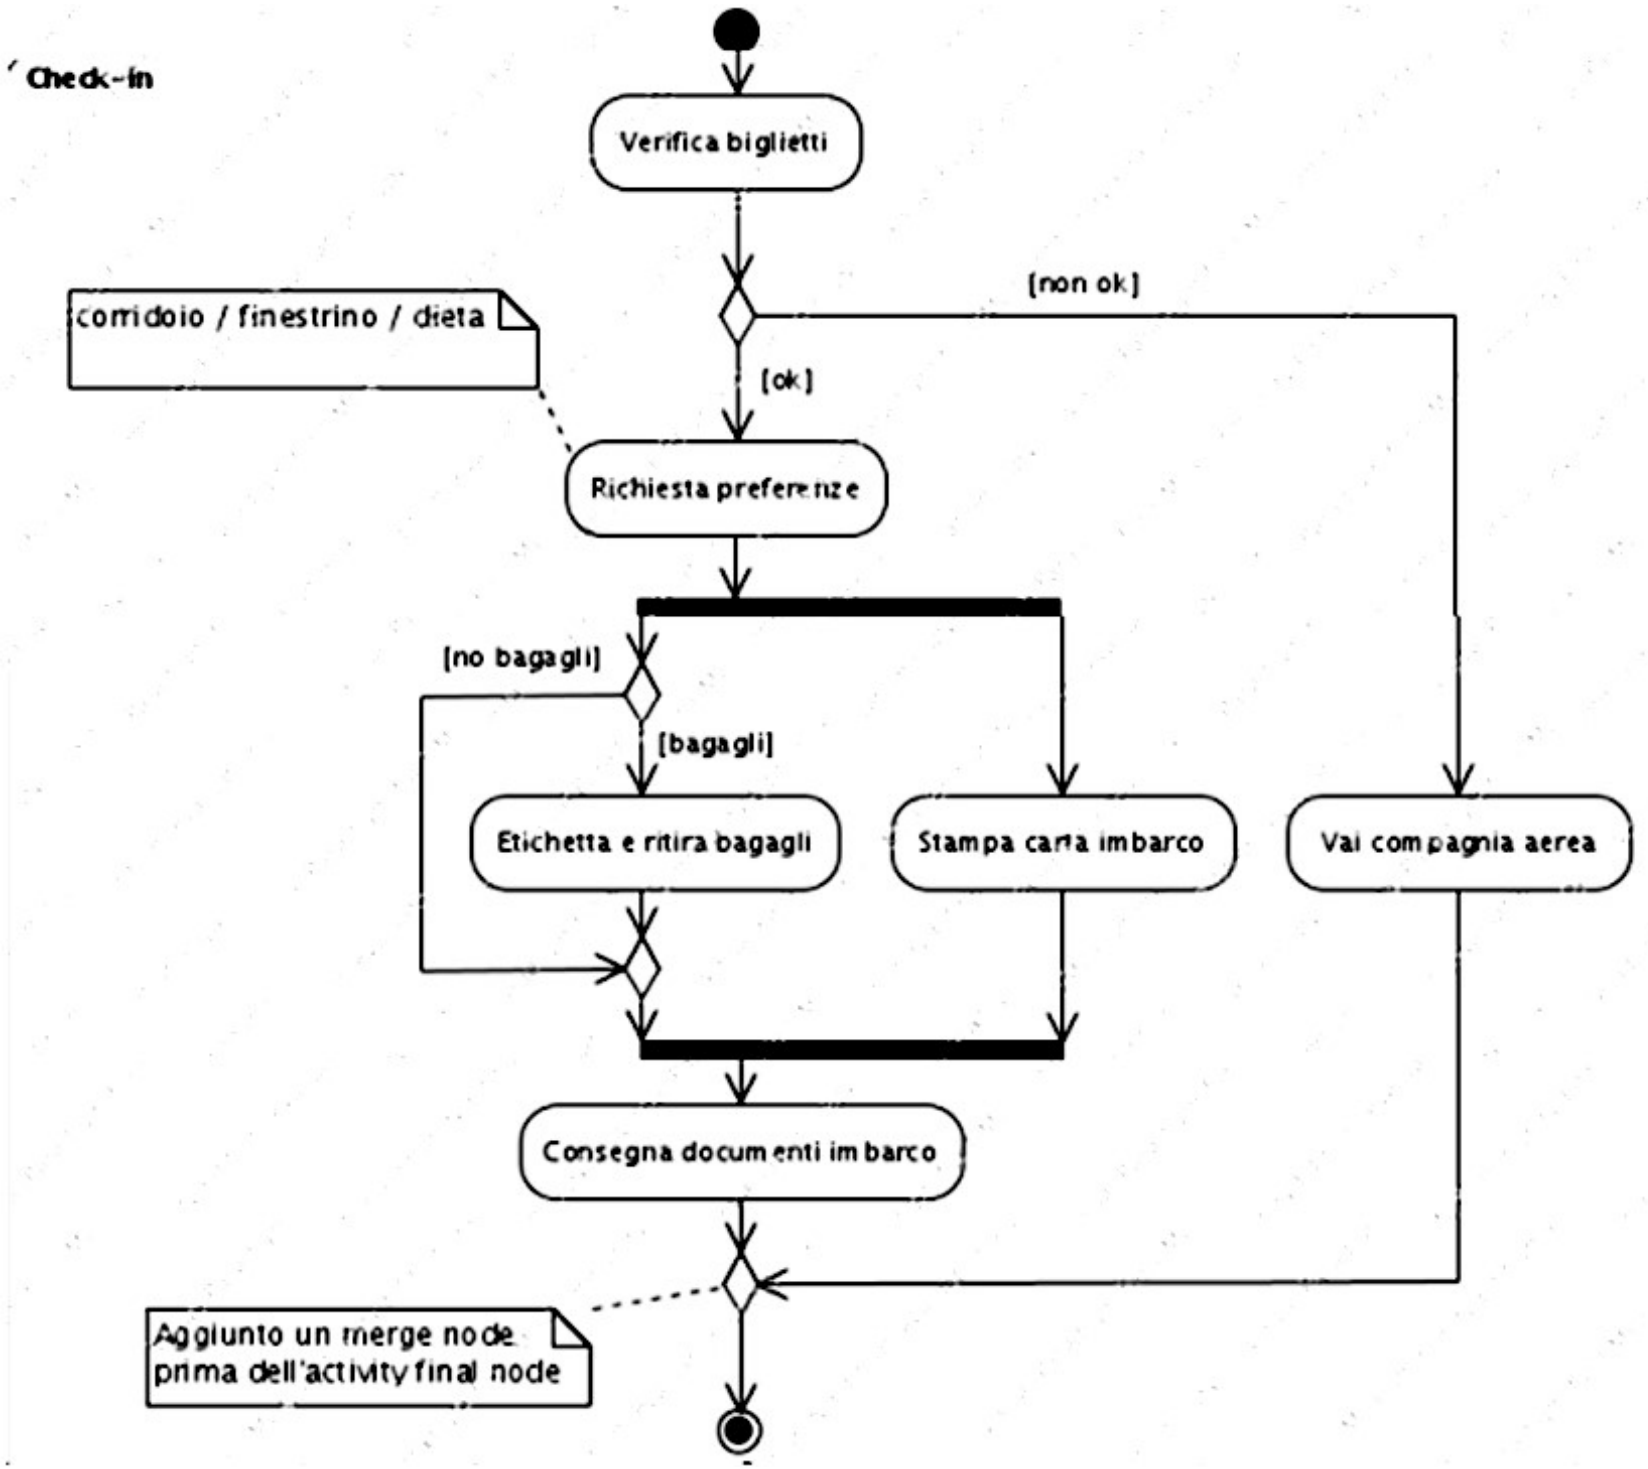 Check-in
Verifica biglietti
[non ok]
corridoio / finestrino / dieta
[ok]
Richiesta preferenze
[no bagagli]
[bagagli]
Etichetta e ritira bagagli
Stampa carta imbarco
Vai compagnia aerea
Consegna documenti imbarco
Aggiunto un merge node
prima dell'activity final node